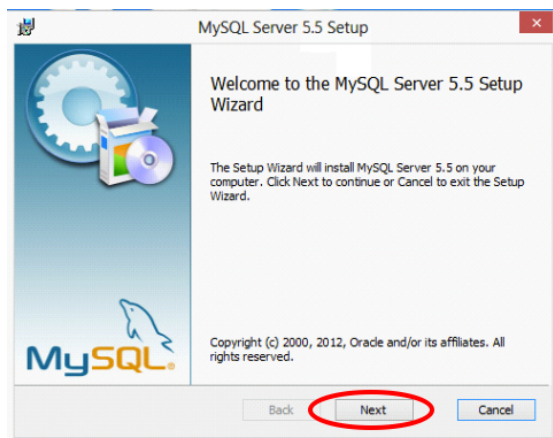 MySQL Server 5.5 Setup
Welcome to the MySQL Server 5.5 Setup
Wizard
The Setup Wizard will install MySQL Server 5.5 on your
computer. Click Next to continue or Cancel to exit the Setup
Wizard.
MySQL®
Copyright (c) 2000, 2012, Oracle and/or its affiliates. All
rights reserved.
Back Next Cancel